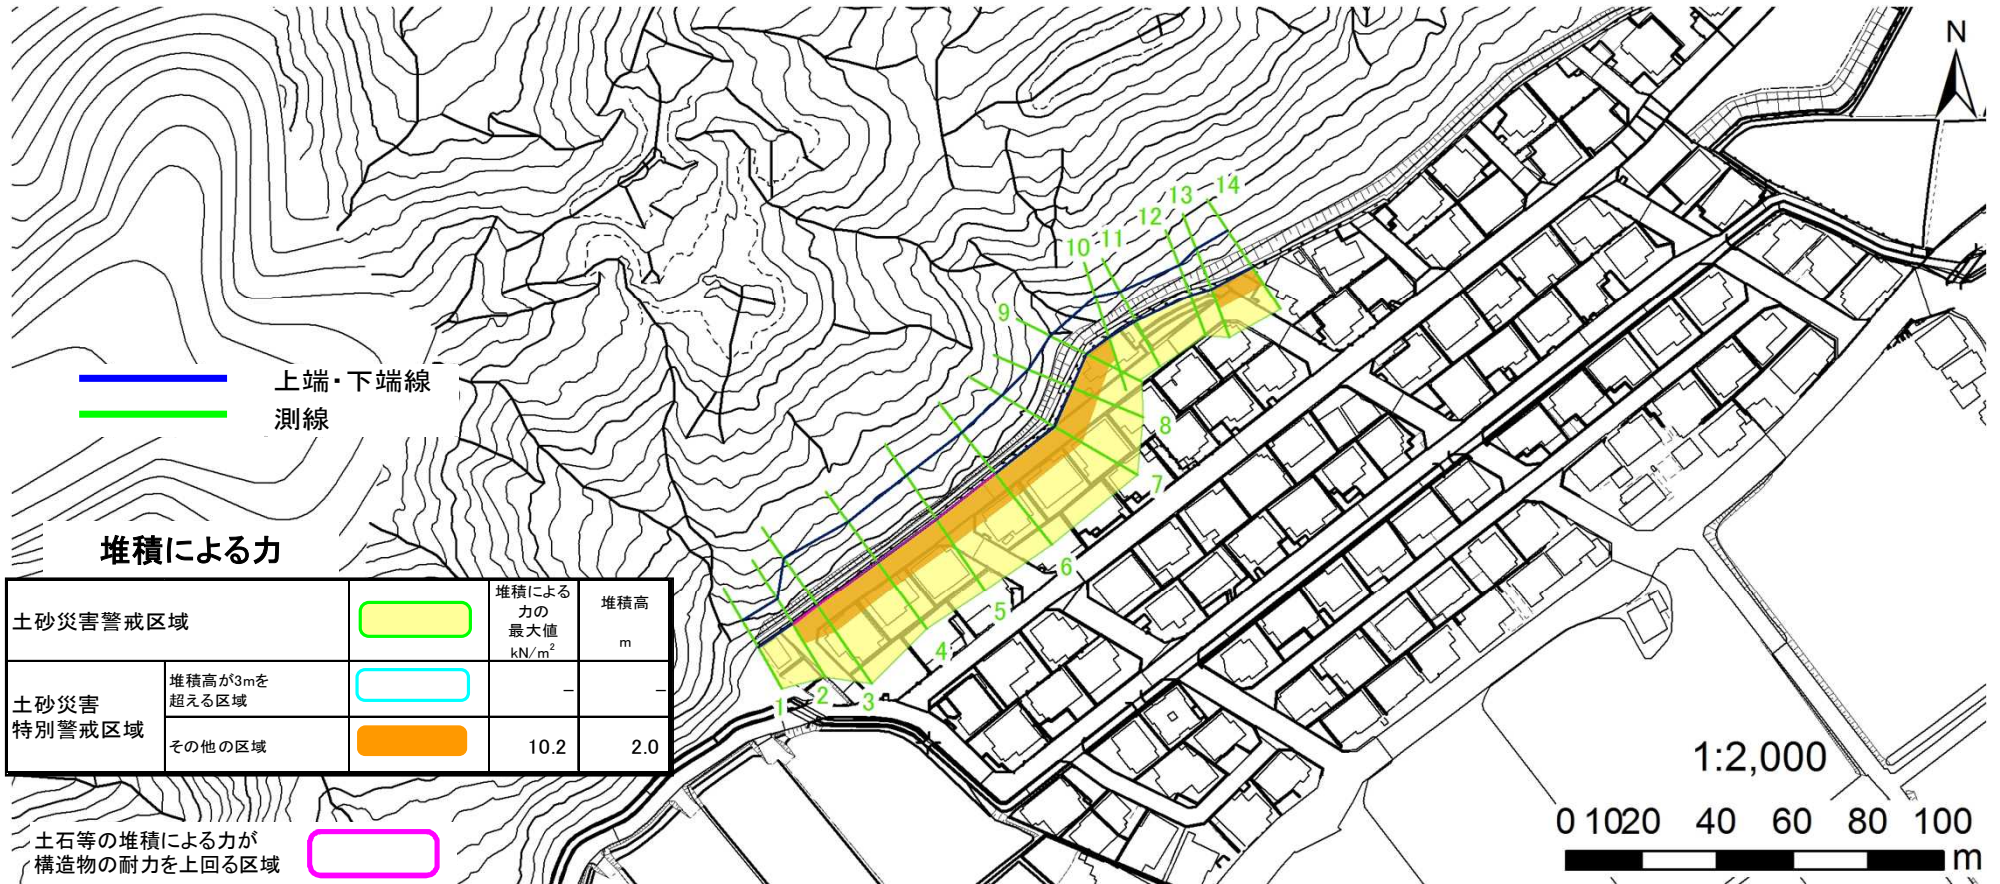 N
14
13
12
11
10
9
8
7
6
5
4
3
2
1
上端・下端線
測線
堆積による力
土砂災害警戒区域
堆積による
力の
最大値
kN/m²
堆積高
m
土砂災害
特別警戒区域
堆積高が3mを
超える区域
–
–
その他の区域
10.2
2.0
土石等の堆積による力が
構造物の耐力を上回る区域
1:2,000
0 10 20 40 60 80 100
m